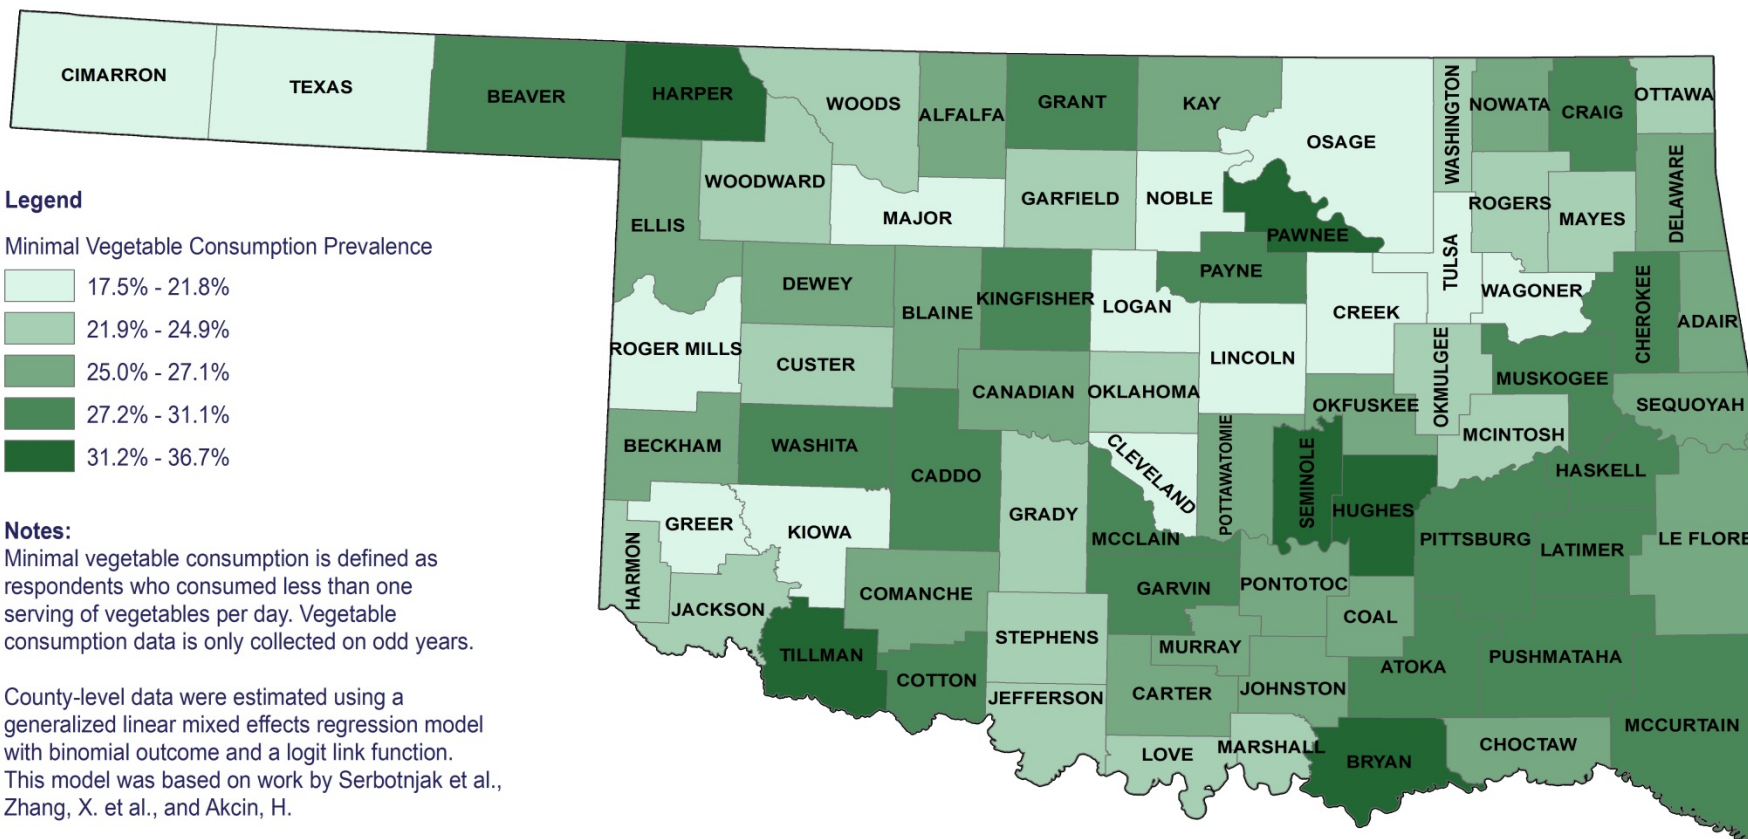 CIMARRON
TEXAS
BEAVER
HARPER
WOODS
ALFALFA
GRANT
KAY
OSAGE
WASHINGTON
NOWATA
CRAIG
OTTAWA
DELAWARE
WOODWARD
ELLIS
MAJOR
GARFIELD
NOBLE
PAWNEE
ROGERS
MAYES
TULSA
DEWEY
BLAINE
KINGFISHER
LOGAN
PAYNE
CREEK
WAGONER
CHEROKEE
ADAIR
ROGER MILLS
CUSTER
CANADIAN
OKLAHOMA
LINCOLN
OKMULGEE
MUSKOGEE
OKFUSKEE
SEQUOYAH
BECKHAM
WASHITA
CADDO
CLEVELAND
POTTAWATOMIE
SEMINOLE
MCINTOSH
HASKELL
HUGHES
GREER
KIOWA
GRADY
MCCLAIN
PITTSBURG
LATIMER
LE FLORE
HARMON
JACKSON
COMANCHE
GARVIN
PONTOTOC
COAL
TILLMAN
STEPHENS
MURRAY
ATOKA
PUSHMATAHA
COTTON
JEFFERSON
CARTER
JOHNSTON
MCCURTAIN
LOVE
MARSHALL
BRYAN
CHOCTAW
Legend
Minimal Vegetable Consumption Prevalence
17.5% - 21.8%
21.9% - 24.9%
25.0% - 27.1%
27.2% - 31.1%
31.2% - 36.7%
Notes:
Minimal vegetable consumption is defined as
respondents who consumed less than one
serving of vegetables per day. Vegetable
consumption data is only collected on odd years.
County-level data were estimated using a
generalized linear mixed effects regression model
with binomial outcome and a logit link function.
This model was based on work by Serbotnjak et al.,
Zhang, X. et al., and Akcin, H.